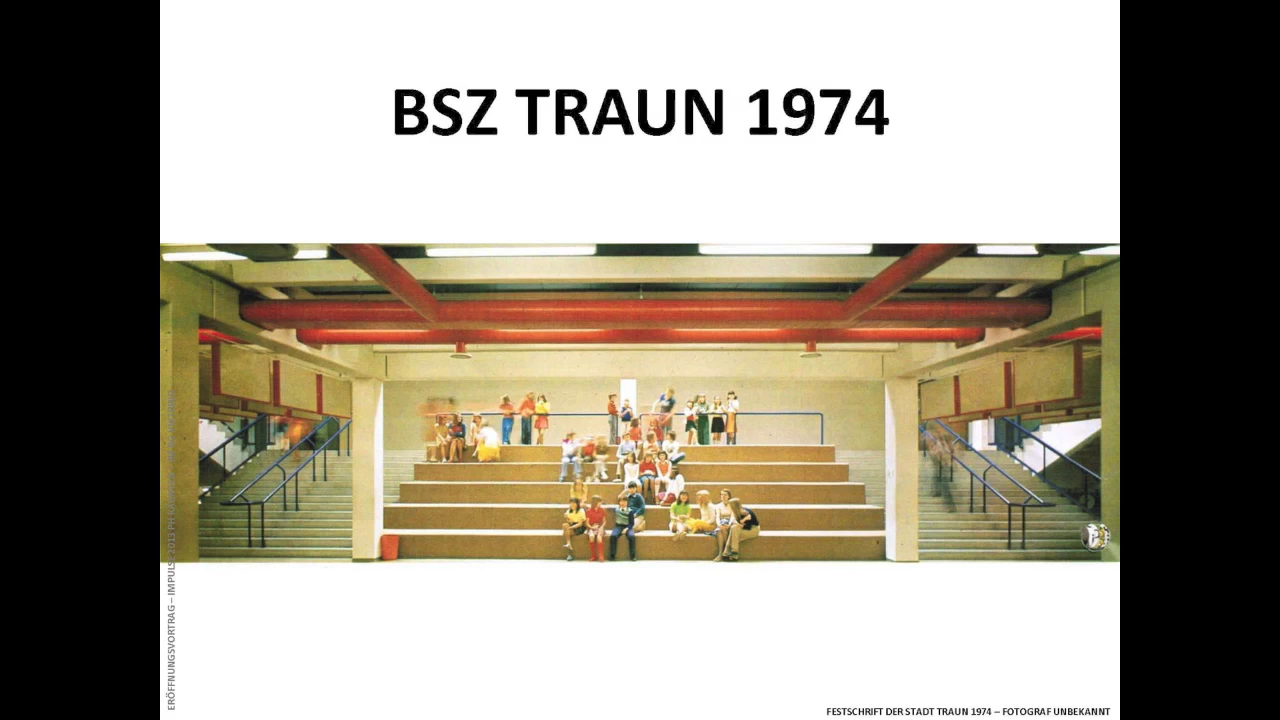 BSZ TRAUN 1974
ERÖFFNUNGSVORTRAG – IMPULS 2013 PH
FESTSCHRIFT DER STADT TRAUN 1974 – FOTOGRAF UNBEKANNT